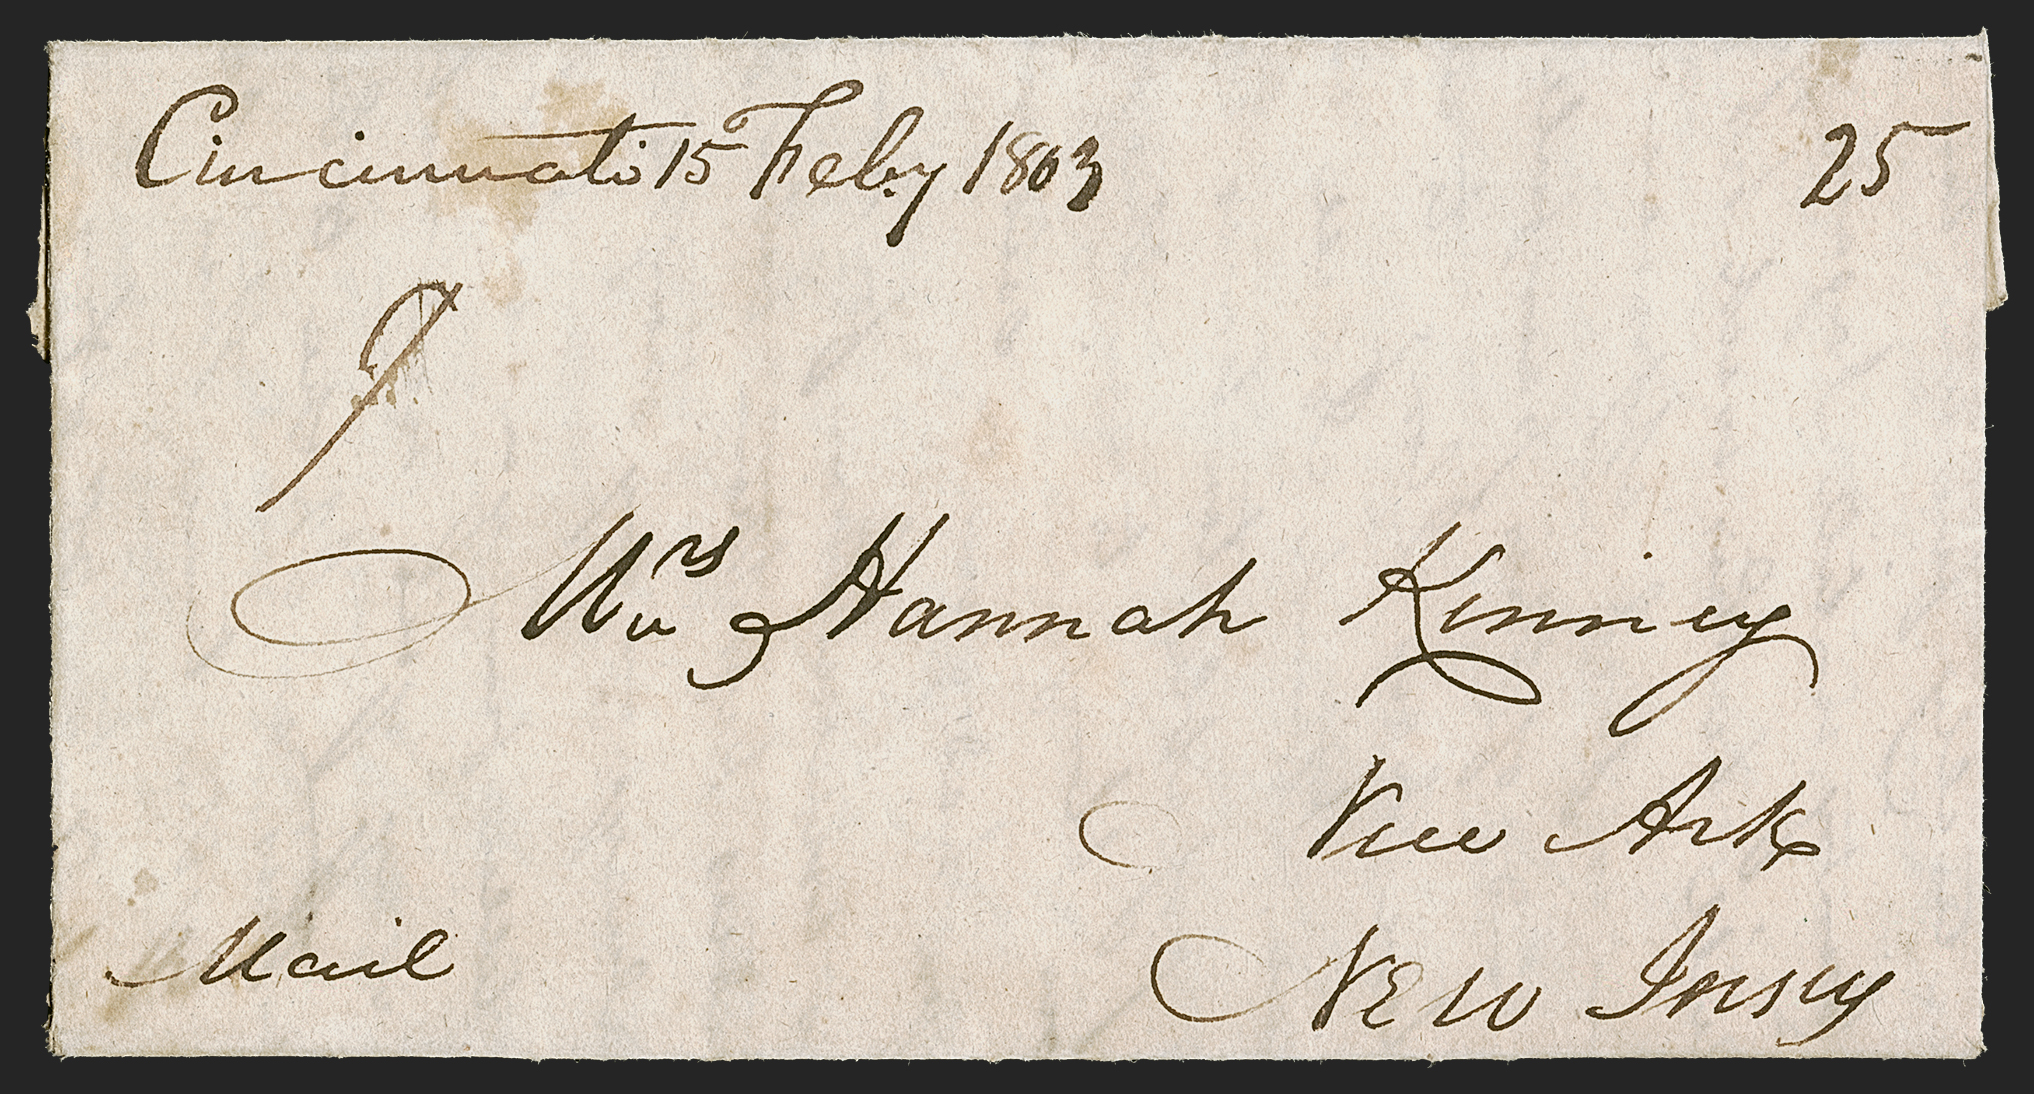 Cincinnati 15 Feby 1803
25
Mrs Hannah Kinney
New Ark
New Jersey
Mail